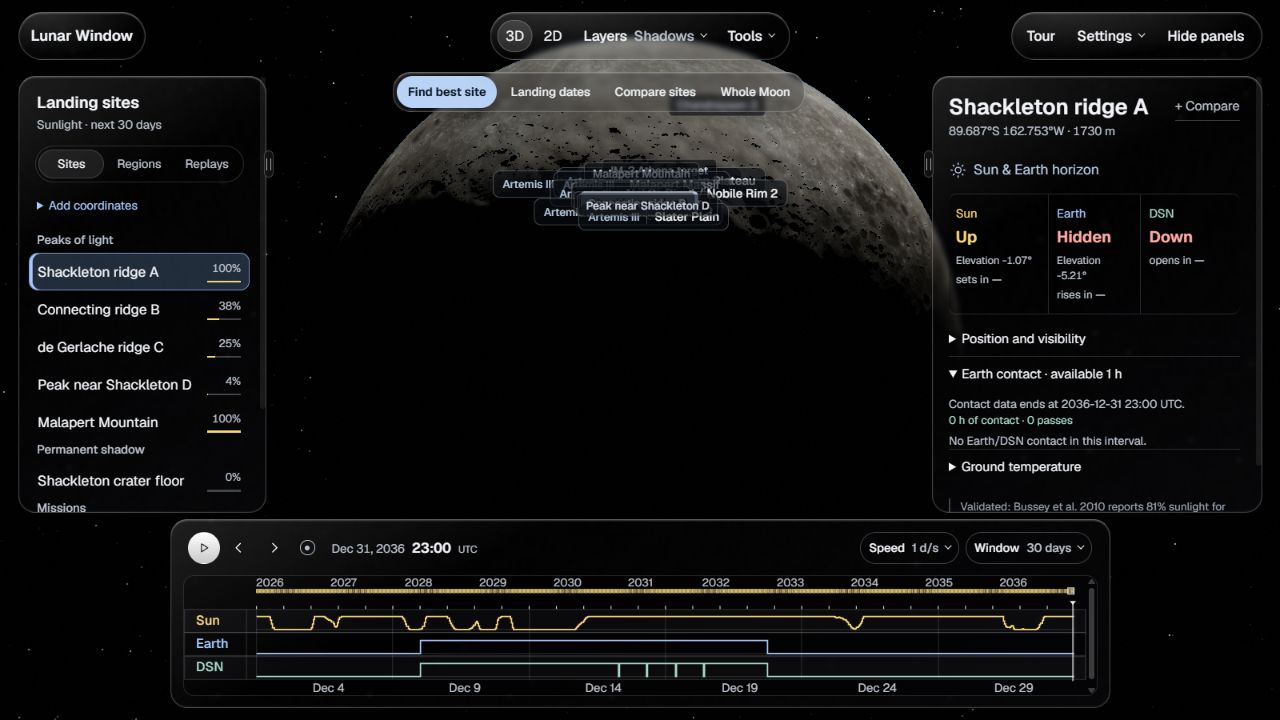 Lunar Window
3D 2D Layers Shadows Tools
Tour Settings Hide panels
Find best site Landing dates Compare sites Whole Moon
Landing sites
Sunlight · next 30 days
Sites Regions Replays
Add coordinates
Peaks of light
Shackleton ridge A 100%
Connecting ridge B 38%
de Gerlache ridge C 25%
Peak near Shackleton D 4%
Malapert Mountain 100%
Permanent shadow
Shackleton crater floor 0%
Missions
Malapert Mountain
Artemis III
Nobile Rim 2
Peak near Shackleton D
Artemis III Slater Plain
Shackleton ridge A + Compare
89.687°S 162.753°W · 1730 m
Sun & Earth horizon
Sun Earth DSN
Up Hidden Down
Elevation -1.07° Elevation -5.21° opens in —
sets in — rises in —
Position and visibility
Earth contact · available 1 h
Contact data ends at 2036-12-31 23:00 UTC.
0 h of contact · 0 passes
No Earth/DSN contact in this interval.
Ground temperature
Validated: Bussey et al. 2010 reports 81% sunlight for
Dec 31, 2036 23:00 UTC
Speed 1 d/s Window 30 days
2026 2027 2028 2029 2030 2031 2032 2033 2034 2035 2036
Sun
Earth
DSN
Dec 4 Dec 9 Dec 14 Dec 19 Dec 24 Dec 29